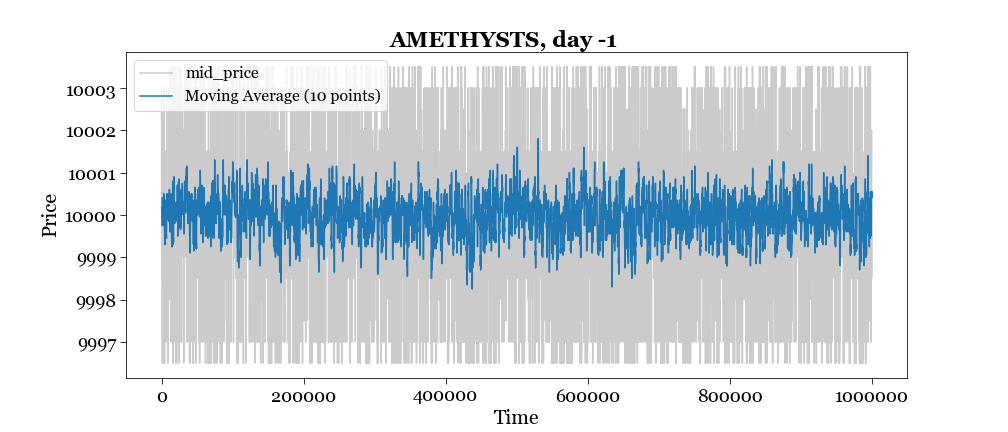 AMETHYSTS, day -1
mid_price
Moving Average (10 points)
Price
10003
10002
10001
10000
9999
9998
9997
0 200000 400000 600000 800000 1000000
Time